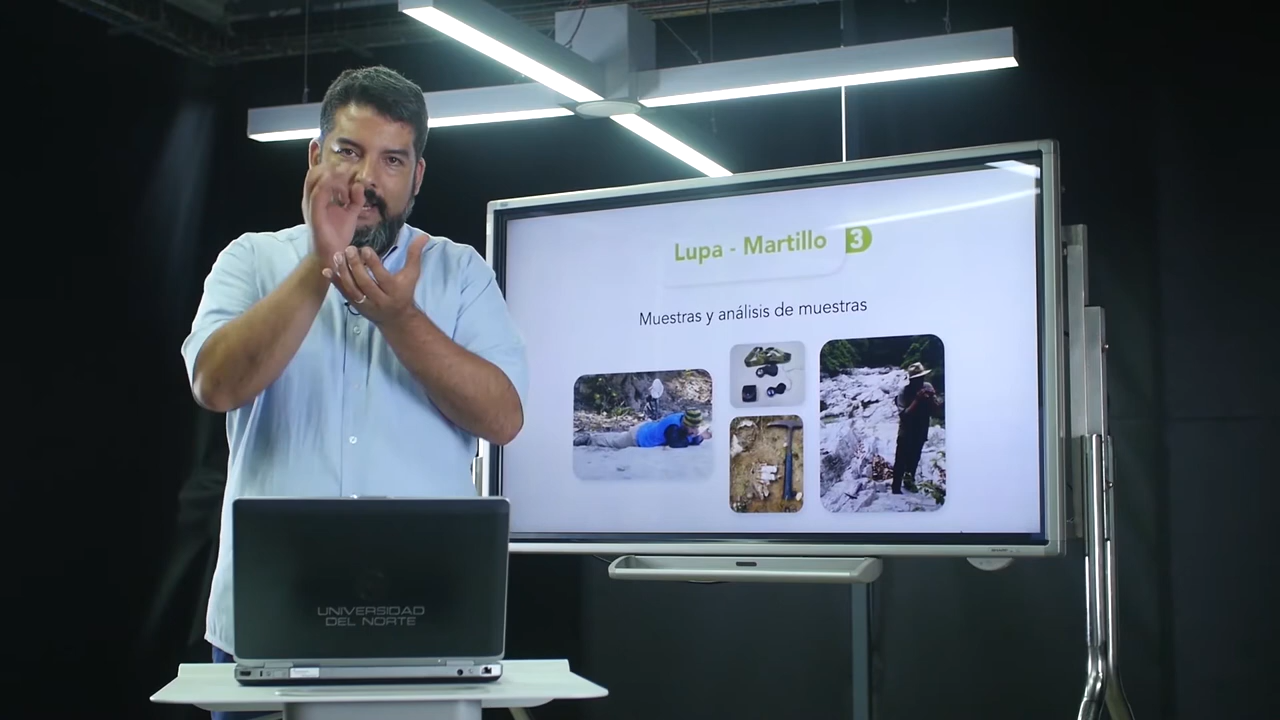 Lupa - Martillo 3
Muestras y análisis de muestras
UNIVERSIDAD
DEL NORTE